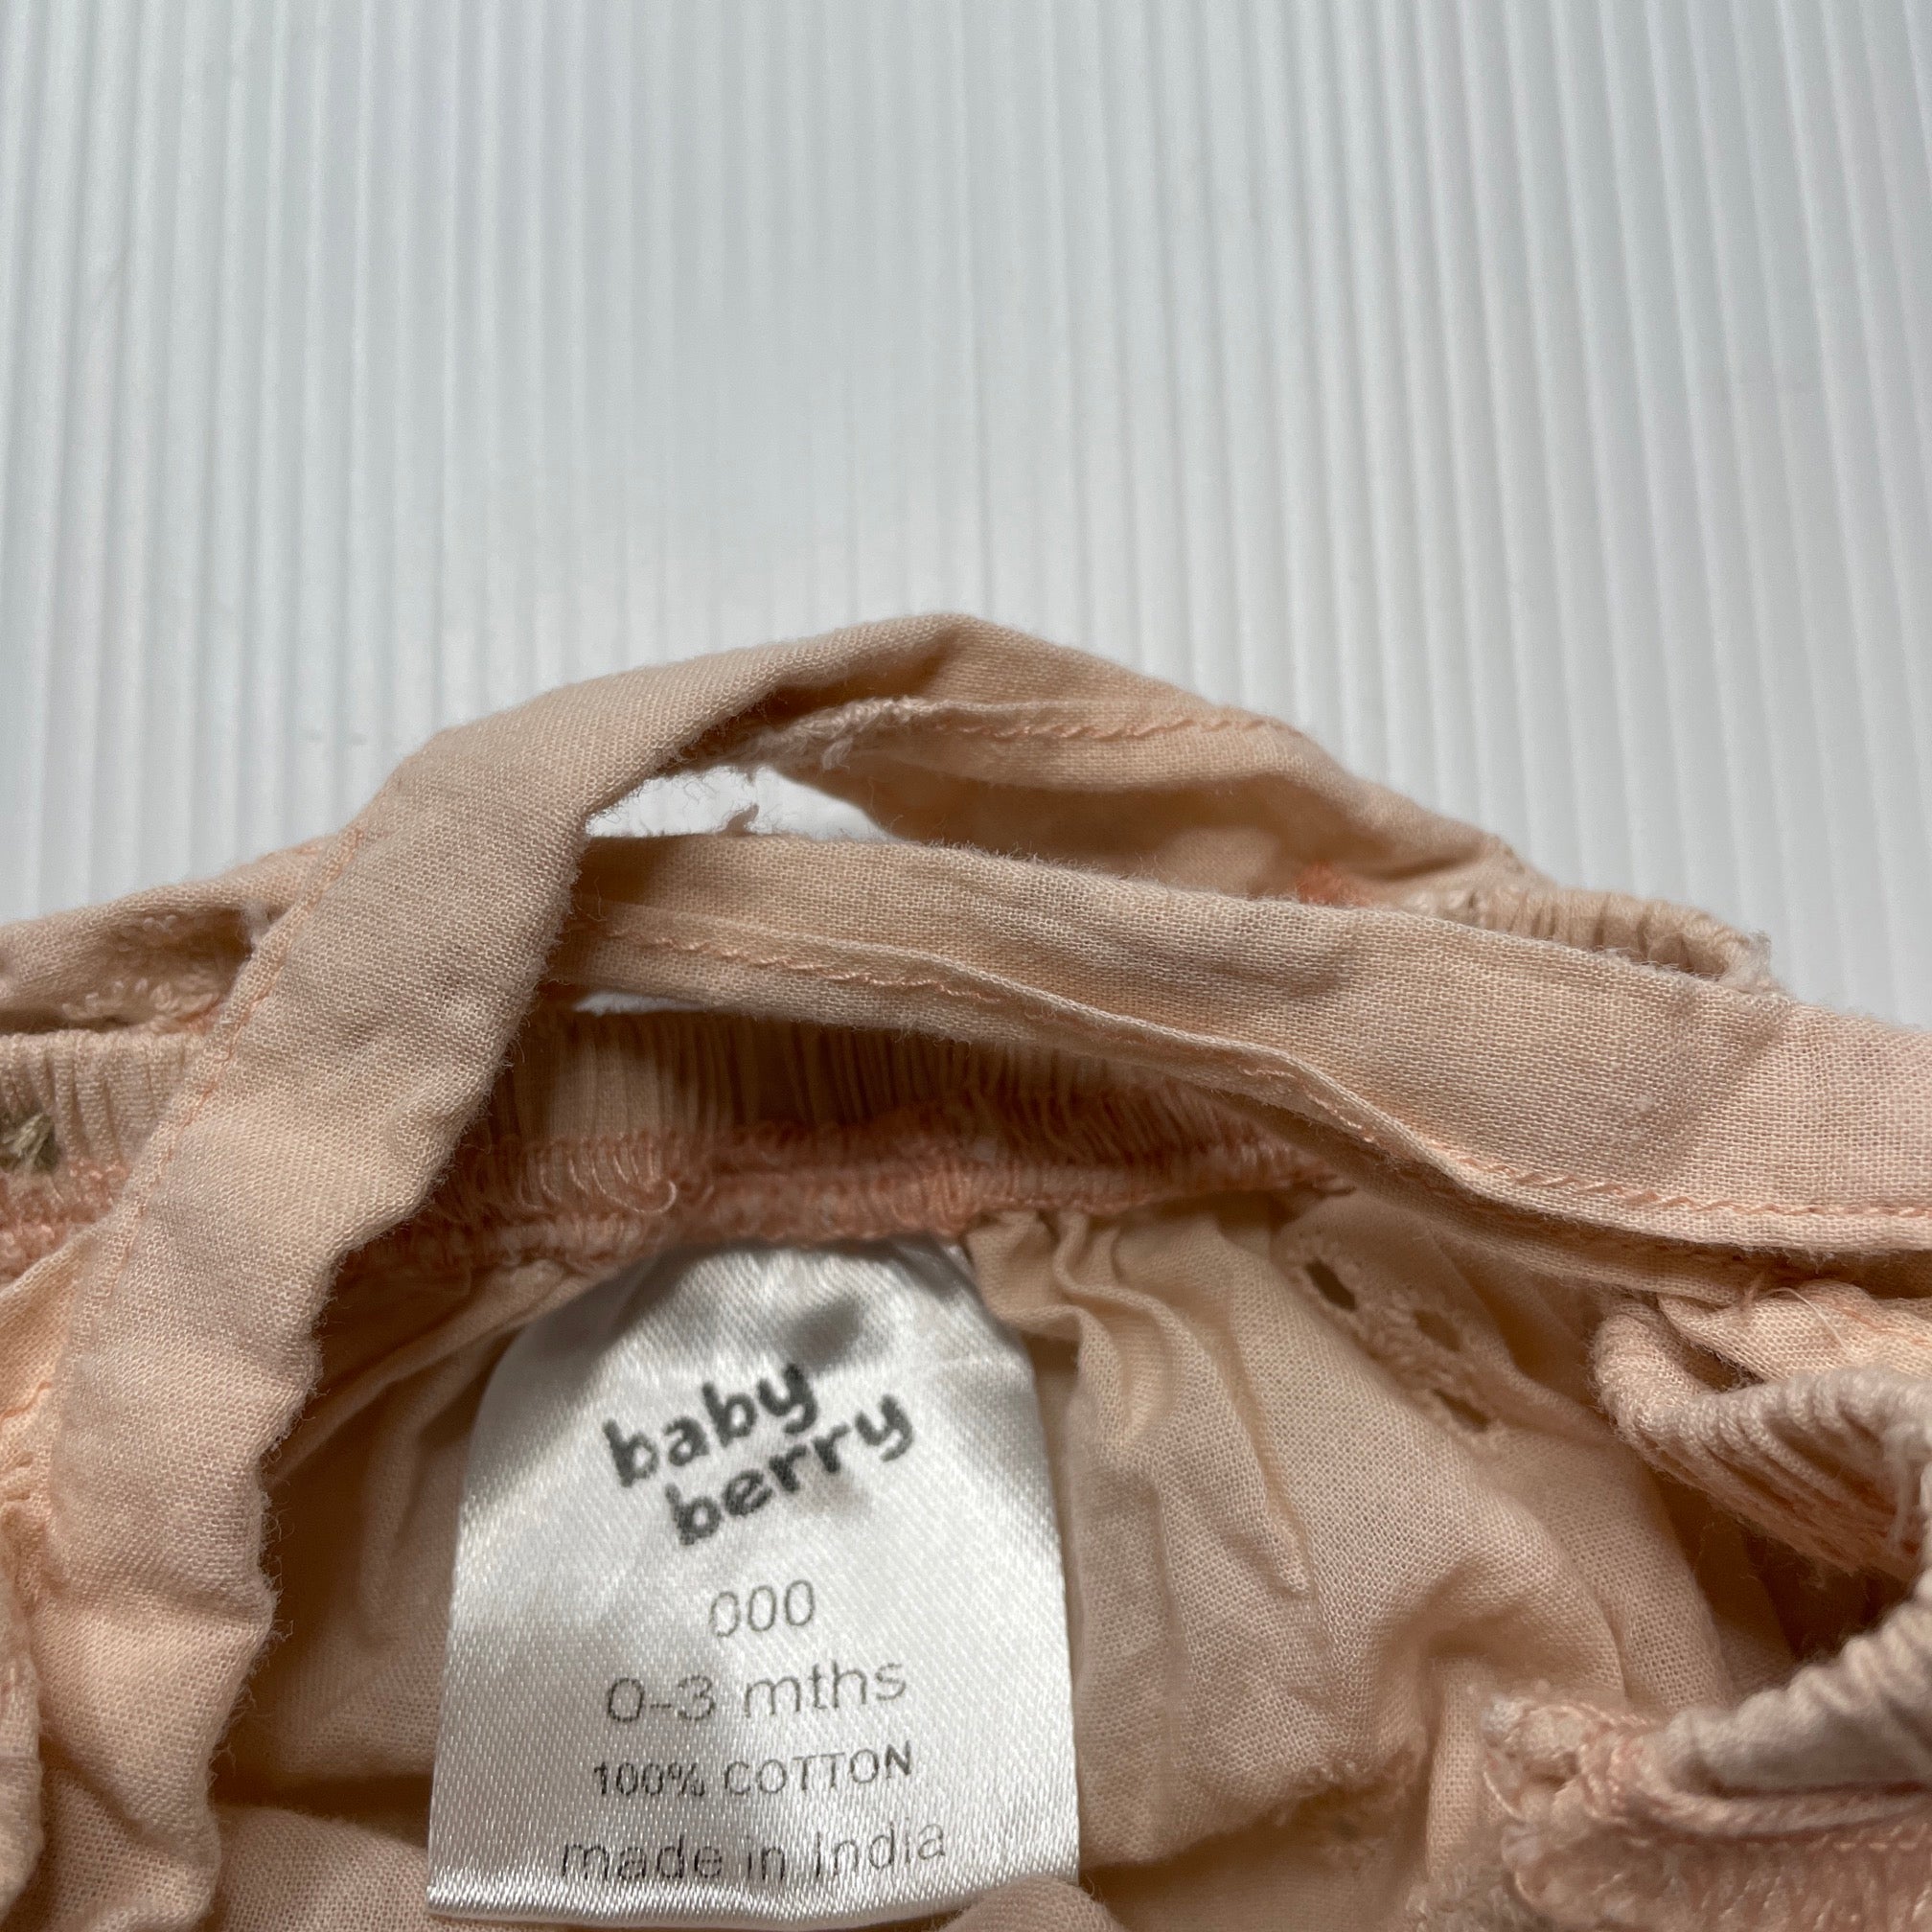 baby
berry
000
0-3 mths
100% COTTON
made in India